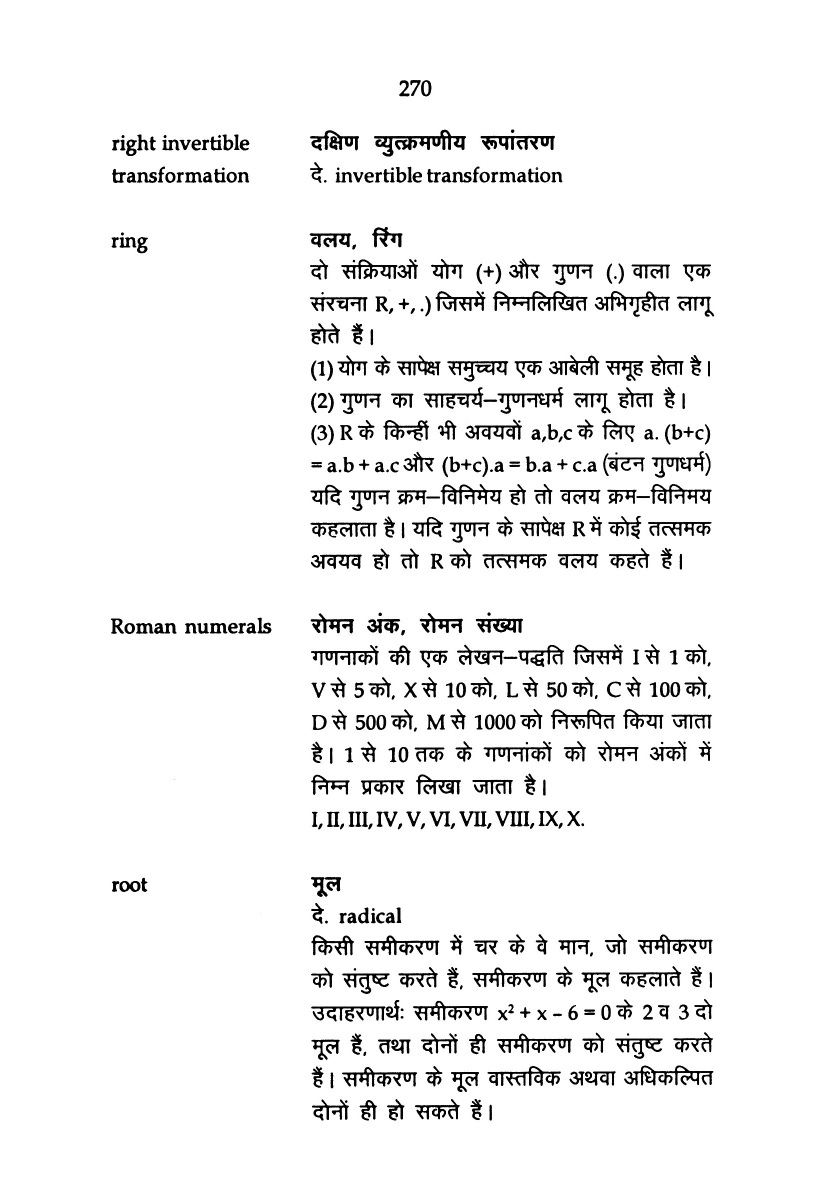 270
right invertible दक्षिण व्युत्क्रमणीय रूपांतरण
transformation दे. invertible transformation
ring वलय, रिंग
दो संक्रियाओं योग (+) और गुणन (.) वाला एक
संरचना R, +, .) जिसमें निम्नलिखित अभिगृहीत लागू
होते हैं।
(1) योग के सापेक्ष समुच्चय एक आबेली समूह होता है।
(2) गुणन का साहचर्य–गुणनधर्म लागू होता है।
(3) R के किन्हीं भी अवयवों a,b,c के लिए a. (b+c)
= a.b + a.c और (b+c).a = b.a + c.a (बंटन गुणधर्म)
यदि गुणन क्रम–विनिमेय हो तो वलय क्रम–विनिमय
कहलाता है। यदि गुणन के सापेक्ष R में कोई तत्समक
अवयव हो तो R को तत्समक वलय कहते हैं।
Roman numerals रोमन अंक, रोमन संख्या
गणनाकों की एक लेखन–पद्धति जिसमें I से 1 को,
V से 5 को, X से 10 को, L से 50 को, C से 100 को,
D से 500 को, M से 1000 को निरूपित किया जाता
है। 1 से 10 तक के गणनांकों को रोमन अंकों में
निम्न प्रकार लिखा जाता है।
I, II, III, IV, V, VI, VII, VIII, IX, X.
root मूल
दे. radical
किसी समीकरण में चर के वे मान, जो समीकरण
को संतुष्ट करते हैं, समीकरण के मूल कहलाते हैं।
उदाहरणार्थः समीकरण x² + x – 6 = 0 के 2 व 3 दो
मूल हैं, तथा दोनों ही समीकरण को संतुष्ट करते
हैं। समीकरण के मूल वास्तविक अथवा अधिकल्पित
दोनों ही हो सकते हैं।